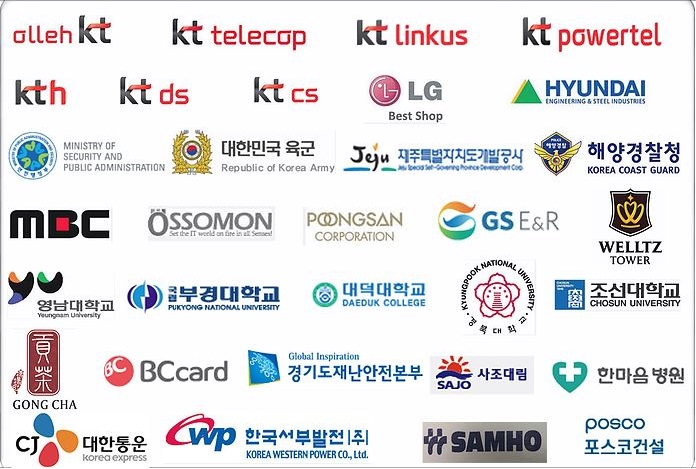 olleh kt
kt telecop
kt linkus
kt powertel
kth
kt ds
kt cs
LG
Best Shop
HYUNDAI
ENGINEERING & STEEL INDUSTRIES
MINISTRY OF
SECURITY AND
PUBLIC ADMINISTRATION
대한민국 육군
Republic of Korea Army
Jeju 제주특별자치도개발공사
Jeju Special Self-Governing Province Development Corp.
해양경찰청
KOREA COAST GUARD
MBC
OSSOMON
Set the IT world on fire in all Senses!
POONGSAN
CORPORATION
GS E&R
WELLTZ
TOWER
영남대학교
Yeungnam University
국립 부경대학교
PUKYONG NATIONAL UNIVERSITY
대덕대학교
DAEDUK COLLEGE
KYUNGPOOK NATIONAL UNIVERSITY
경북대학교
조선대학교
CHOSUN UNIVERSITY
貢茶
GONG CHA
BC BCcard
Global Inspiration
경기도재난안전본부
SAJO 사조대림
한마음병원
CJ 대한통운
korea express
WP 한국서부발전(주)
KOREA WESTERN POWER CO., Ltd.
SAMHO
posco
포스코건설